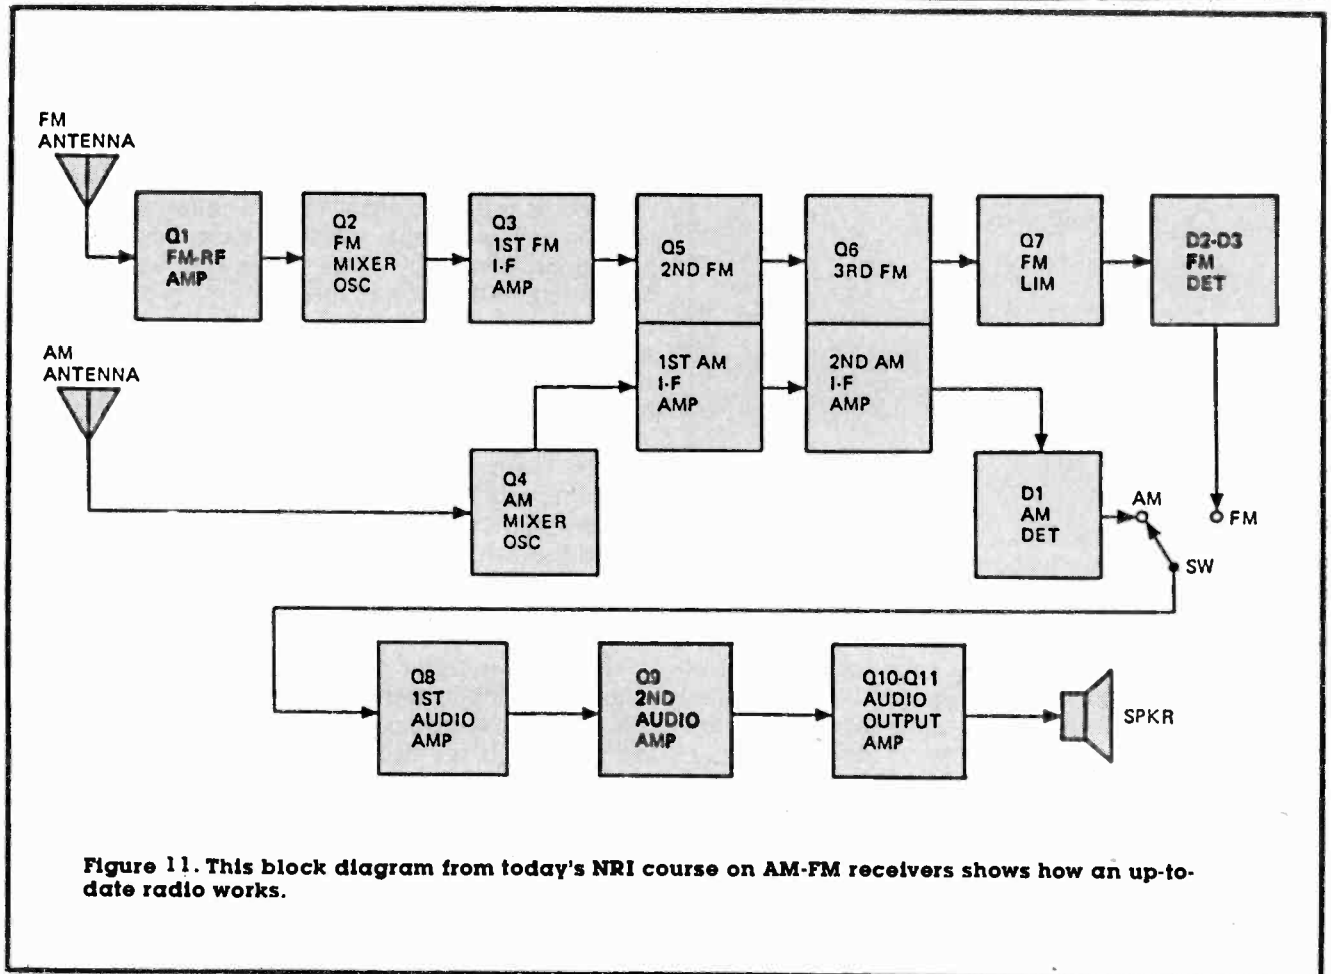 FM
ANTENNA
Q1
FM-RF
AMP
Q2
FM
MIXER
OSC
Q3
1ST FM
I-F
AMP
Q5
2ND FM
Q6
3RD FM
Q7
FM
LIM
D2-D3
FM
DET
AM
ANTENNA
1ST AM
I-F
AMP
2ND AM
I-F
AMP
Q4
AM
MIXER
OSC
D1
AM
DET
AM
FM
SW
Q8
1ST
AUDIO
AMP
Q9
2ND
AUDIO
AMP
Q10-Q11
AUDIO
OUTPUT
AMP
SPKR
Figure 11. This block diagram from today's NRI course on AM-FM receivers shows how an up-to-
date radio works.